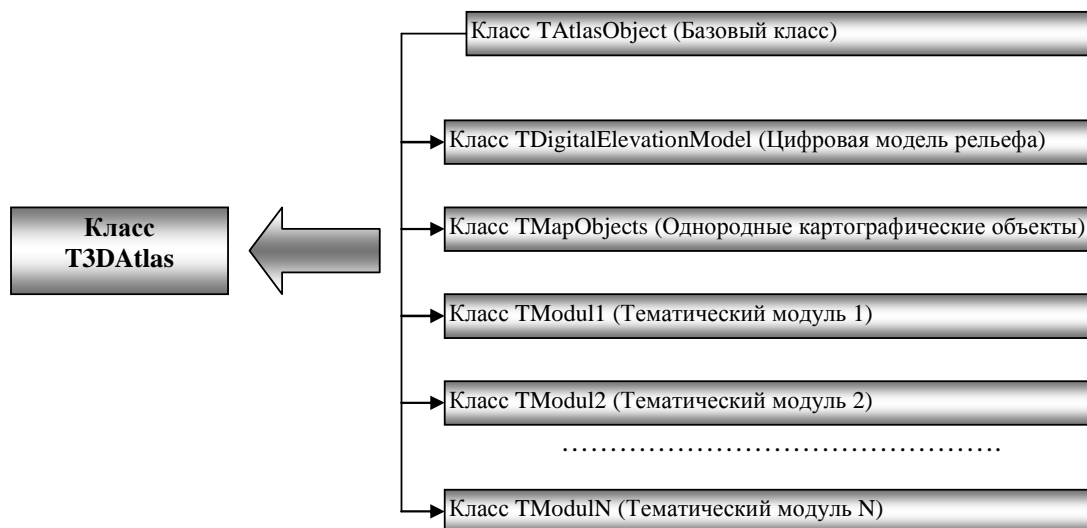 Класс TAtlasObject (Базовый класс)
Класс TDigitalElevationModel (Цифровая модель рельефа)
Класс
T3DAtlas
Класс TMapObjects (Однородные картографические объекты)
Класс TModul1 (Тематический модуль 1)
Класс TModul2 (Тематический модуль 2)
…………………………………………
Класс TModulN (Тематический модуль N)